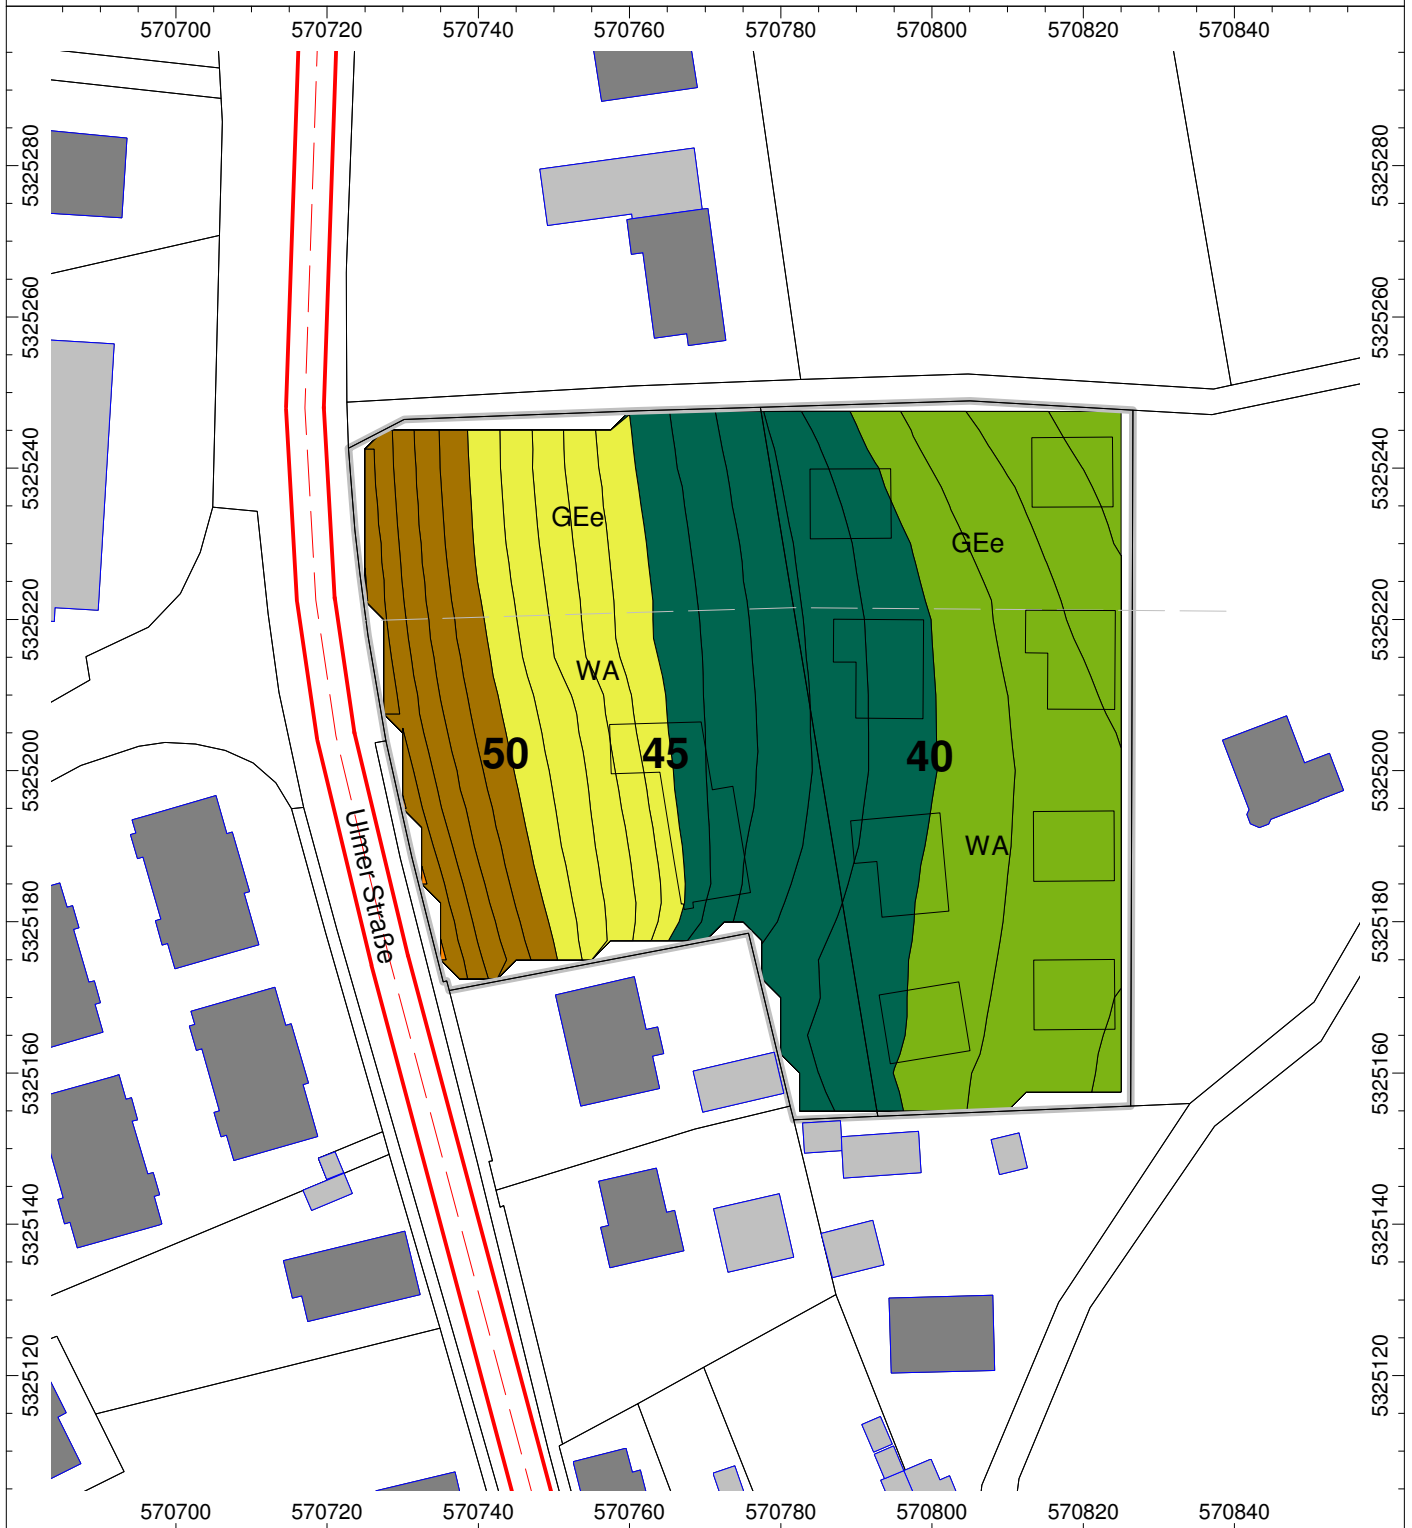 570700 570720 570740 570760 570780 570800 570820 570840
5325280 5325280
5325260 5325260
5325240 5325240
GEe
GEe
5325220 5325220
WA
50 45 40
5325200 5325200
WA
Ulmer Straße
5325180 5325180
5325160 5325160
5325140 5325140
5325120 5325120
570700 570720 570740 570760 570780 570800 570820 570840